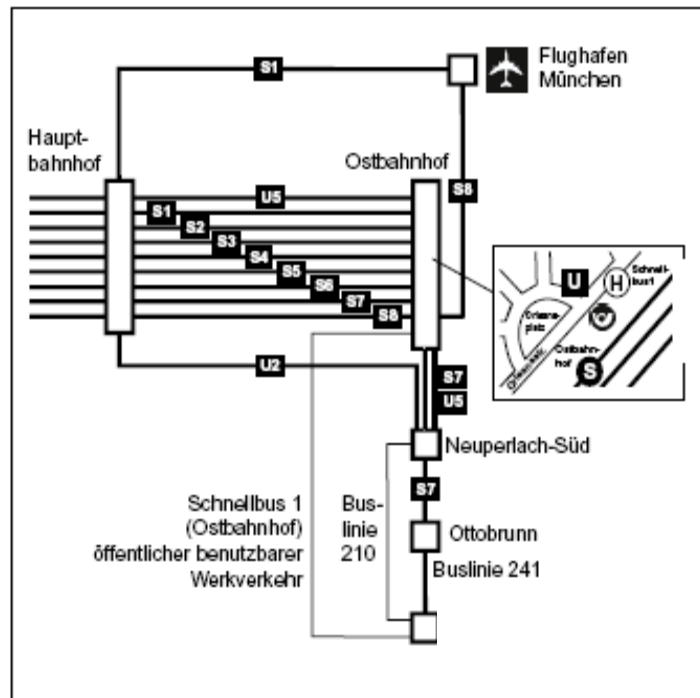 S1
Flughafen
München
Haupt-
bahnhof
Ostbahnhof
U5
S8
S1
S2
S3
S4
S5
S6
S7
S8
U
H
Schnell-
bus1
Orleans-
platz
Ostbahn-
hof
S
U2
S7
U5
Neuperlach-Süd
S7
Schnellbus 1
(Ostbahnhof)
öffentlicher benutzbarer
Werkverkehr
Bus-
linie
210
Ottobrunn
Buslinie 241